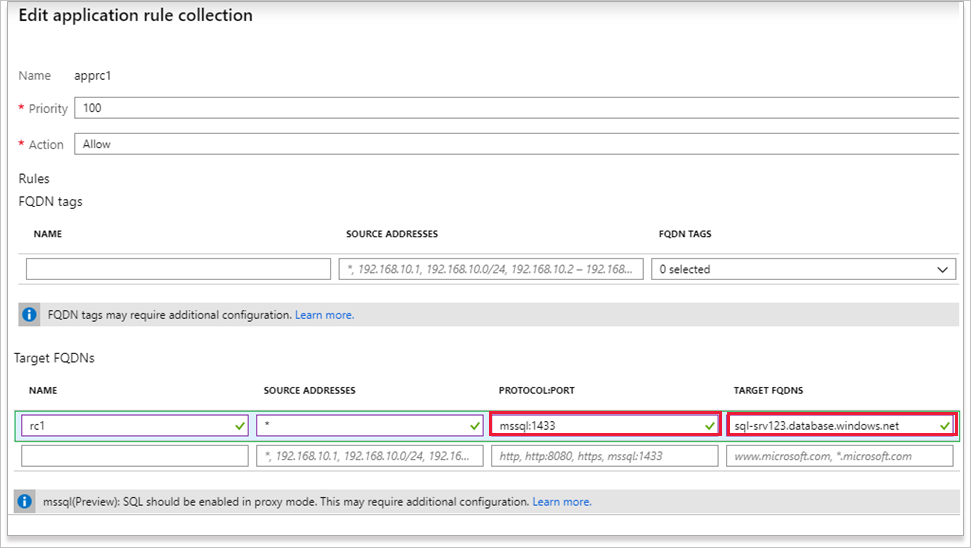 Edit application rule collection
Name apprc1
* Priority 100
* Action Allow
Rules
FQDN tags
NAME SOURCE ADDRESSES FQDN TAGS
*, 192.168.10.1, 192.168.10.0/24, 192.168.10.2 – 192.168... 0 selected
FQDN tags may require additional configuration. Learn more.
Target FQDNs
NAME SOURCE ADDRESSES PROTOCOL:PORT TARGET FQDNS
rc1 * mssql:1433 sql-srv123.database.windows.net
*, 192.168.10.1, 192.168.10.0/24, 192.16... http, http:8080, https, mssql:1433 www.microsoft.com, *.microsoft.com
mssql(Preview): SQL should be enabled in proxy mode. This may require additional configuration. Learn more.